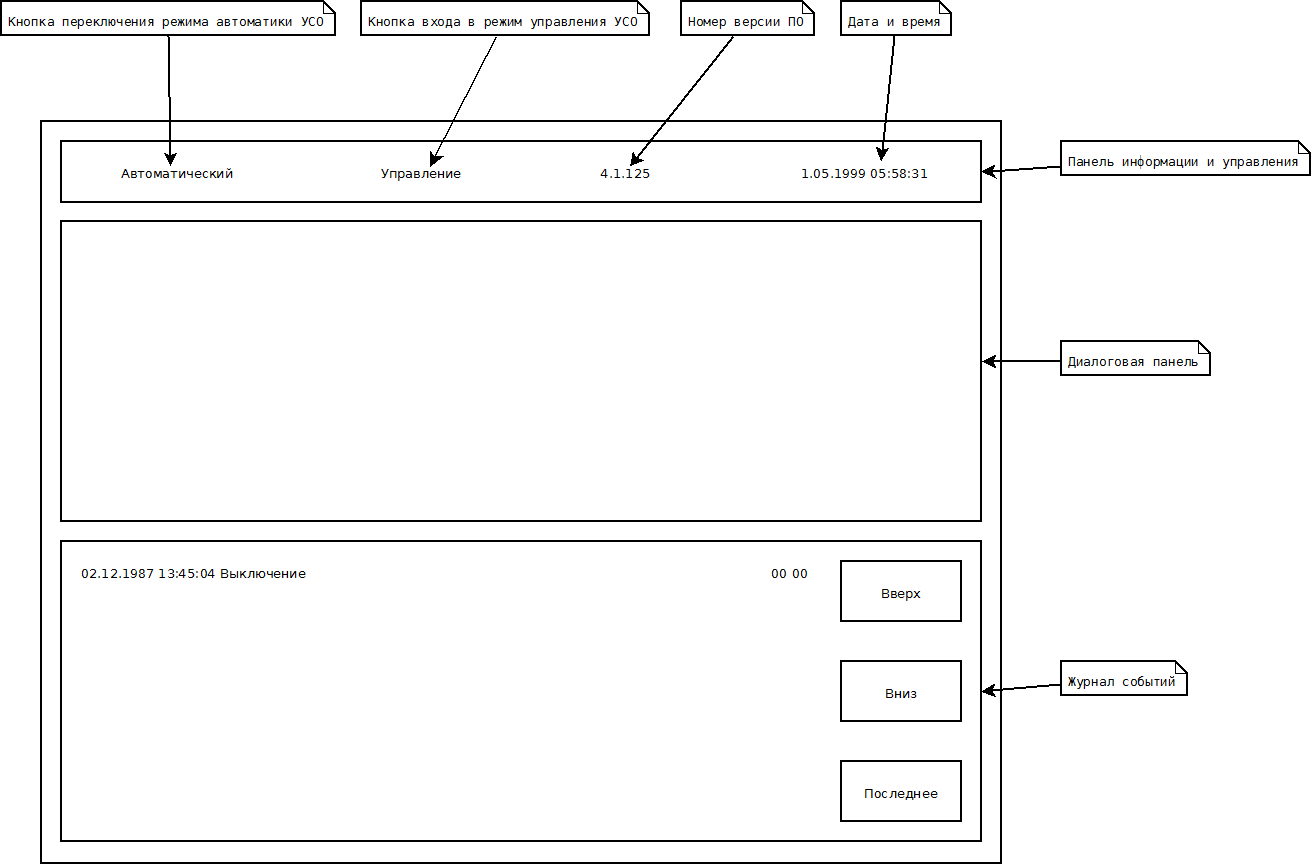 Кнопка переключения режима автоматики УСО
Кнопка входа в режим управления УСО
Номер версии ПО
Дата и время
Автоматический
Управление
4.1.125
1.05.1999 05:58:31
Панель информации и управления
Диалоговая панель
02.12.1987 13:45:04 Выключение
00 00
Вверх
Вниз
Журнал событий
Последнее